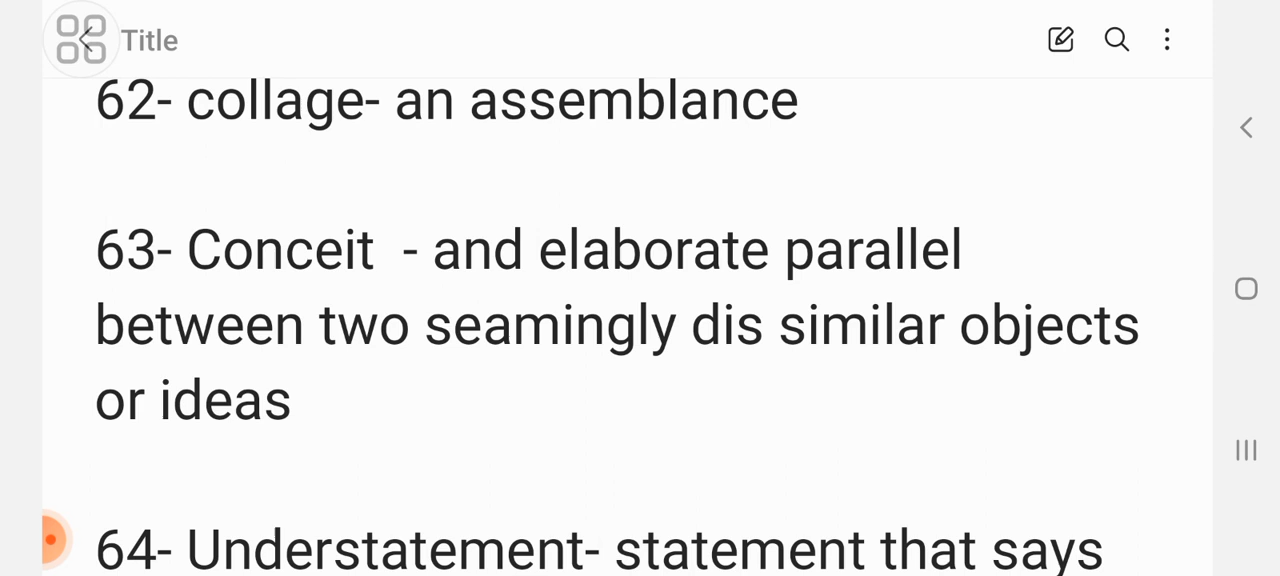 Title
62- collage- an assemblance
63- Conceit  - and elaborate parallel
between two seamingly dis similar objects
or ideas
64- Understatement- statement that says